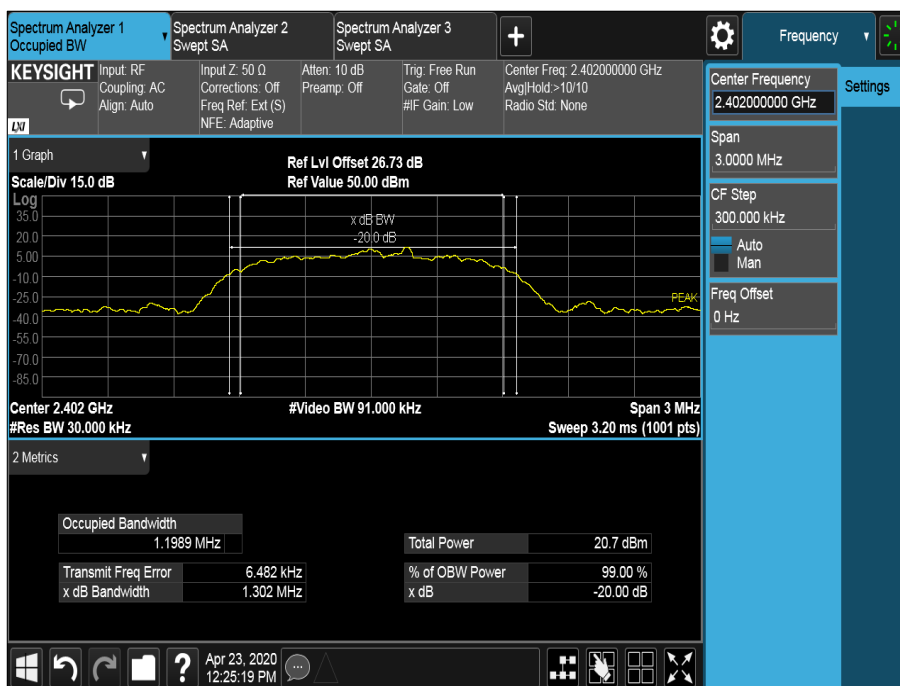 Spectrum Analyzer 1
Occupied BW
Spectrum Analyzer 2
Swept SA
Spectrum Analyzer 3
Swept SA
+
Frequency
KEYSIGHT
LXI
Input: RF
Coupling: AC
Align: Auto
Input Z: 50 Ω
Corrections: Off
Freq Ref: Ext (S)
NFE: Adaptive
Atten: 10 dB
Preamp: Off
Trig: Free Run
Gate: Off
#IF Gain: Low
Center Freq: 2.402000000 GHz
Avg|Hold:>10/10
Radio Std: None
Center Frequency
2.402000000 GHz
Settings
Span
3.0000 MHz
CF Step
300.000 kHz
Auto
Man
Freq Offset
0 Hz
1 Graph
Scale/Div 15.0 dB
Ref Lvl Offset 26.73 dB
Ref Value 50.00 dBm
Log
35.0
20.0
5.00
-10.0
-25.0
-40.0
-55.0
-70.0
-85.0
x dB BW
-20.0 dB
PEAK
Center 2.402 GHz
#Video BW 91.000 kHz
Span 3 MHz
#Res BW 30.000 kHz
Sweep 3.20 ms (1001 pts)
2 Metrics
Occupied Bandwidth
1.1989 MHz
Total Power 20.7 dBm
Transmit Freq Error 6.482 kHz
% of OBW Power 99.00 %
x dB Bandwidth 1.302 MHz
x dB -20.00 dB
?
Apr 23, 2020
12:25:19 PM